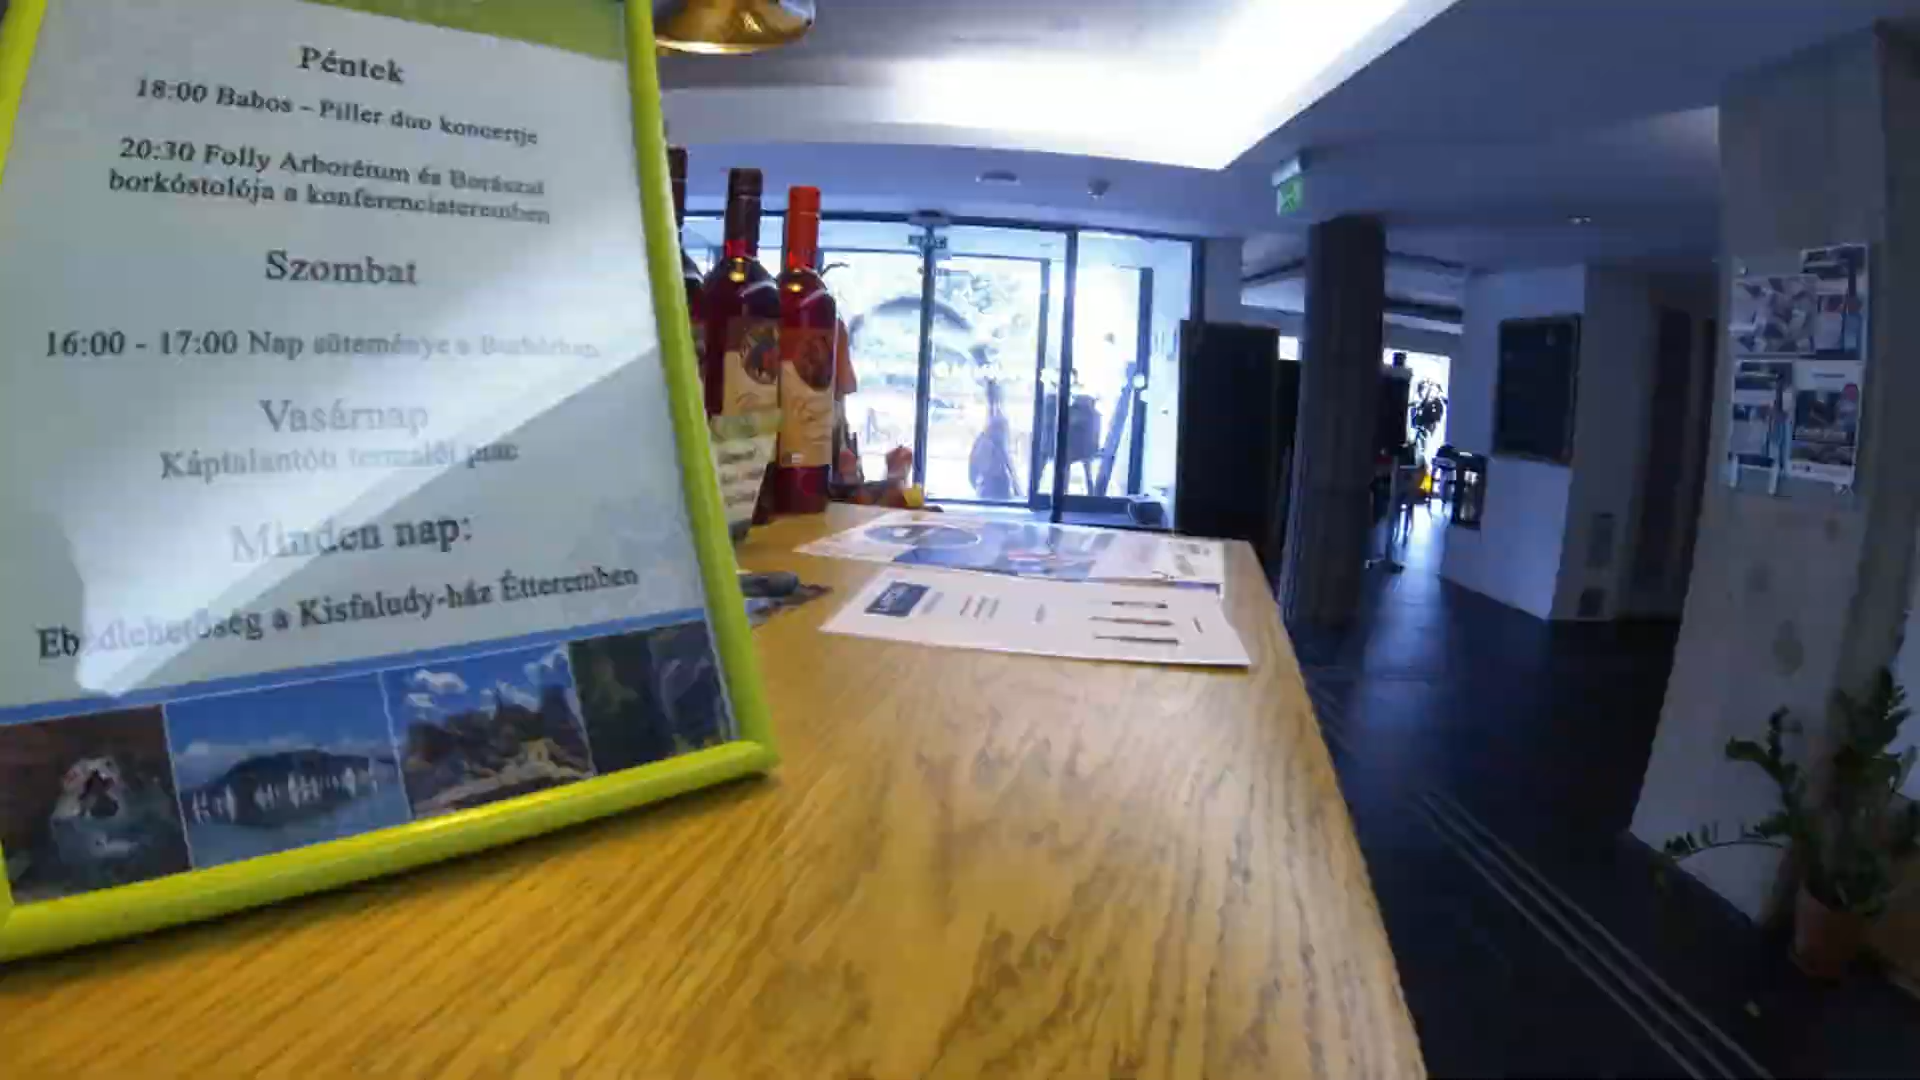 Péntek
18:00 Babos - Piller duo koncertje
20:30 Folly Arborétum és Borászat
borkóstolója a konferenciateremben
Szombat
16:00 - 17:00 Nap süteménye a
Vasárnap
Káptalantóti termelői piac
Minden nap:
Ebédlehetőség a Kisfaludy-ház Étteremben